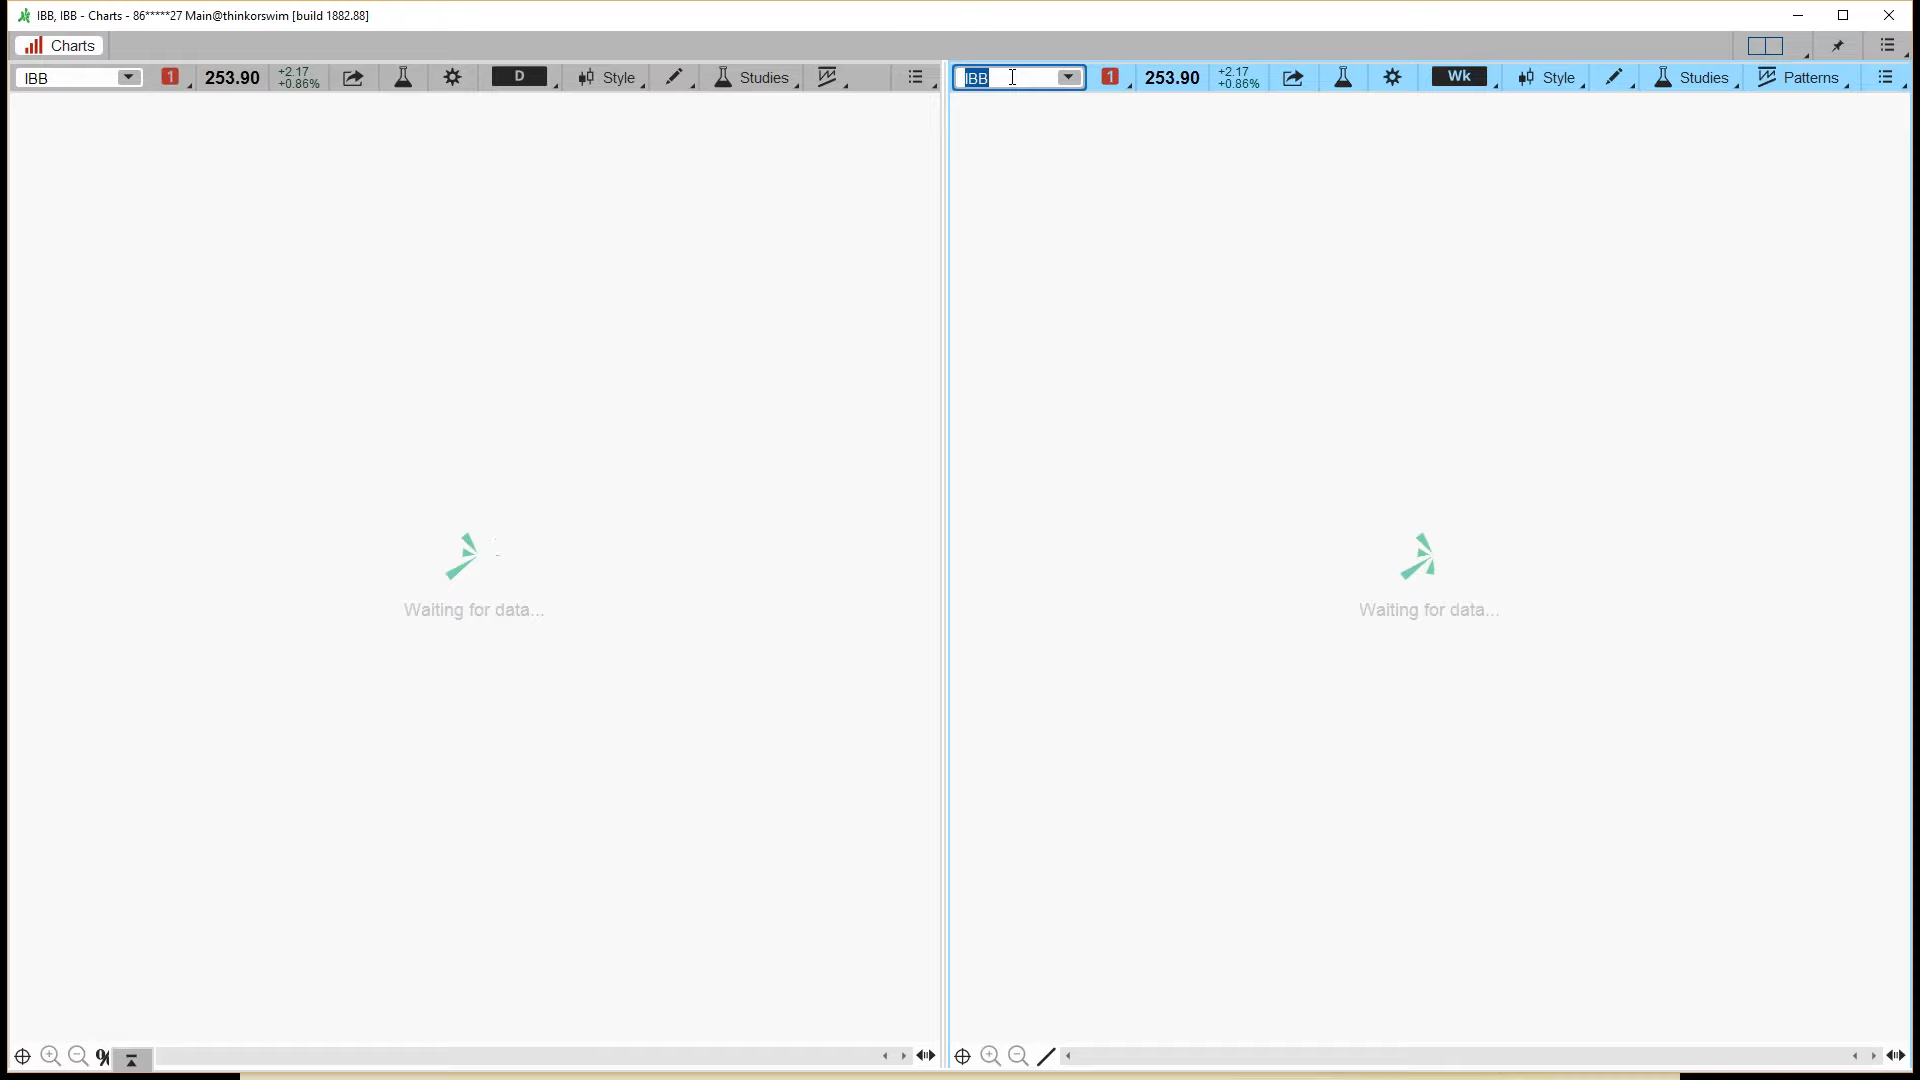 IBB, IBB - Charts - 86*****27 Main@thinkorswim [build 1882.88]
Charts
IBB 1 253.90 +2.17 +0.86% D Style Studies
IBB 1 253.90 +2.17 +0.86% Wk Style Studies Patterns
Waiting for data...
Waiting for data...
%